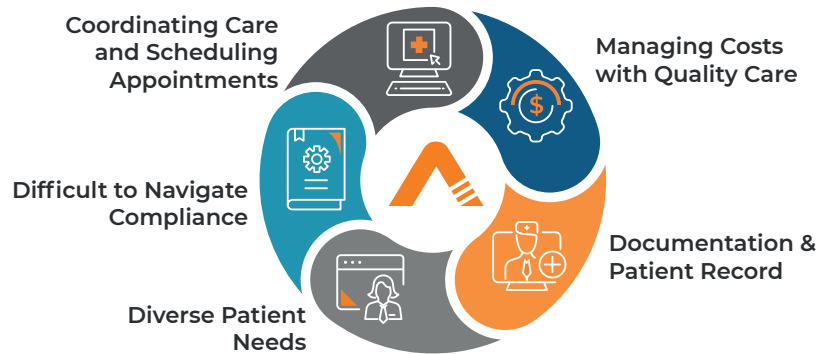 Coordinating Care
and Scheduling
Appointments
Managing Costs
with Quality Care
$
Difficult to Navigate
Compliance
Documentation &
Patient Record
Diverse Patient
Needs